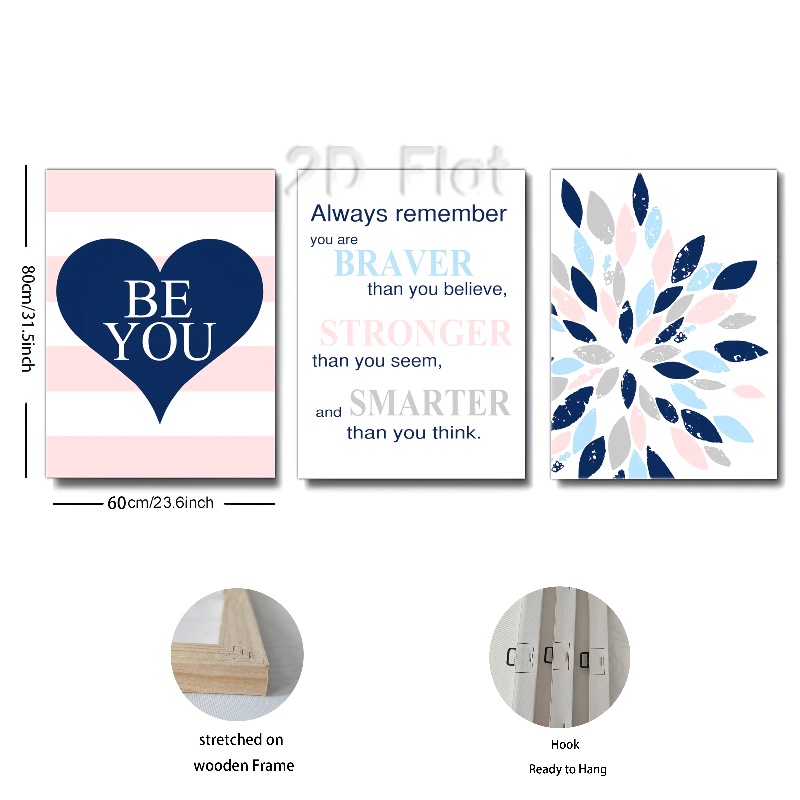 2D Flat
BE
YOU
Always remember
you are
BRAVER
than you believe,
STRONGER
than you seem,
and SMARTER
than you think.
80cm/31.5inch
60cm/23.6inch
stretched on
wooden Frame
Hook
Ready to Hang